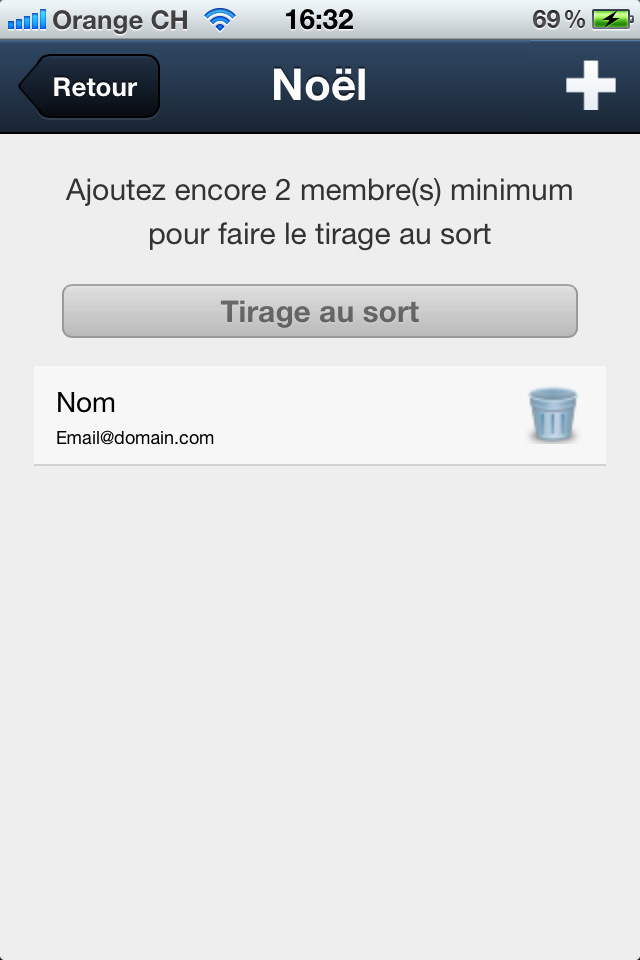 Orange CH 16:32 69 %
Retour Noël
Ajoutez encore 2 membre(s) minimum
pour faire le tirage au sort
Tirage au sort
Nom
Email@domain.com